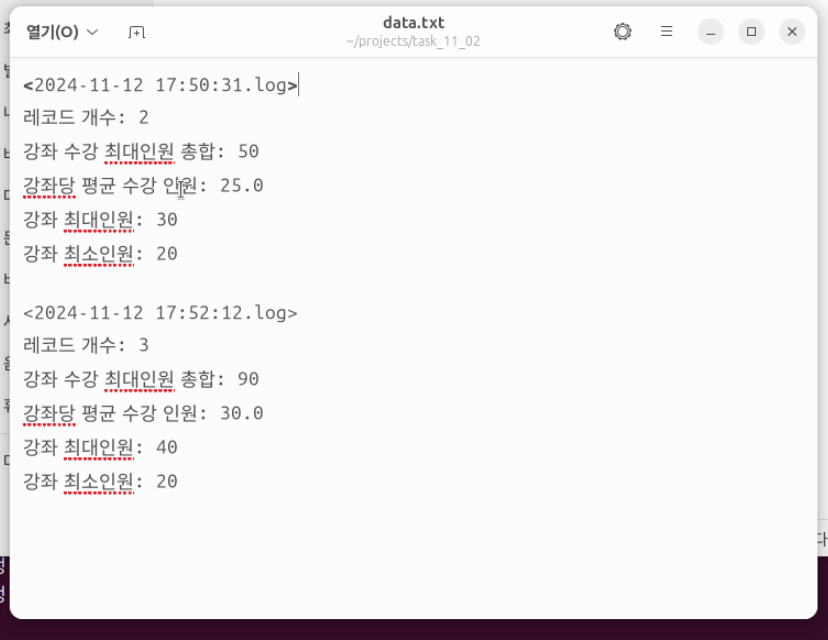 열기(O)
data.txt
~/projects/task_11_02
<2024-11-12 17:50:31.log>
레코드 개수: 2
강좌 수강 최대인원 총합: 50
강좌당 평균 수강 인원: 25.0
강좌 최대인원: 30
강좌 최소인원: 20
<2024-11-12 17:52:12.log>
레코드 개수: 3
강좌 수강 최대인원 총합: 90
강좌당 평균 수강 인원: 30.0
강좌 최대인원: 40
강좌 최소인원: 20
다